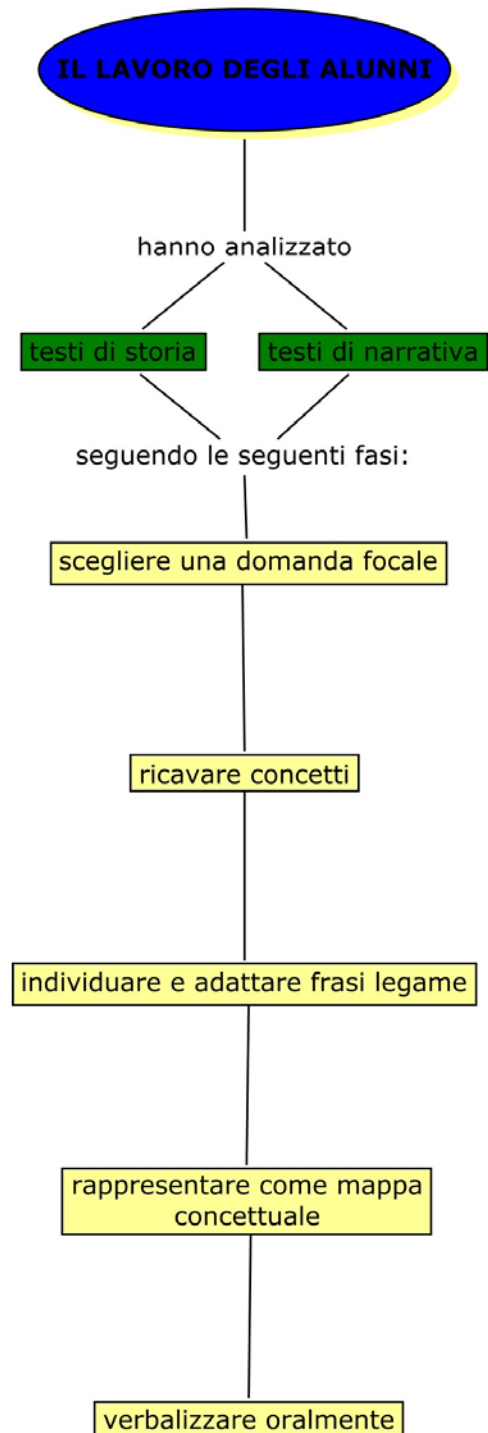 IL LAVORO DEGLI ALUNNI
hanno analizzato
testi di storia
testi di narrativa
seguendo le seguenti fasi:
scegliere una domanda focale
ricavare concetti
individuare e adattare frasi legame
rappresentare come mappa
concettuale
verbalizzare oralmente